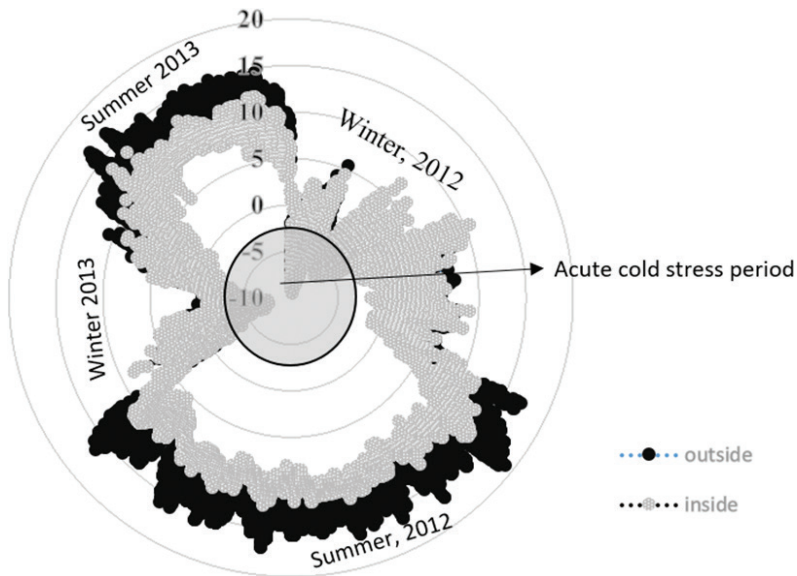 20
15
10
5
0
-5
-10
Summer 2013
Winter, 2012
Acute cold stress period
Winter 2013
Summer, 2012
outside
inside